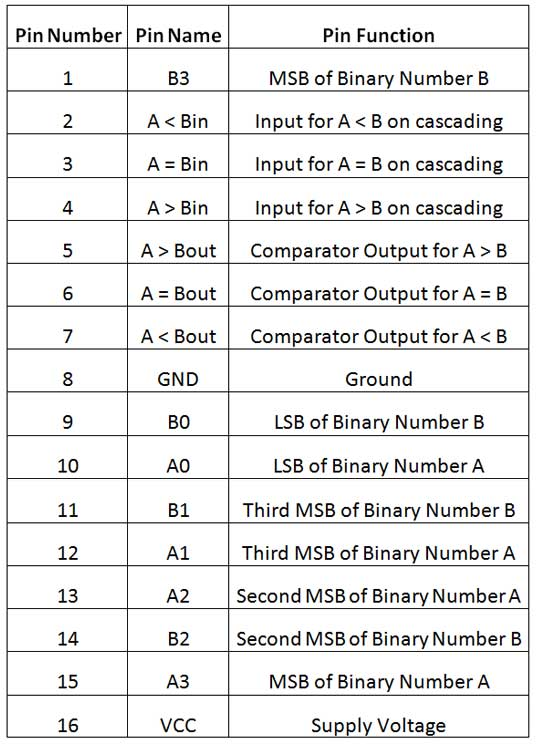 Pin Number Pin Name Pin Function
1 B3 MSB of Binary Number B
2 A < Bin Input for A < B on cascading
3 A = Bin Input for A = B on cascading
4 A > Bin Input for A > B on cascading
5 A > Bout Comparator Output for A > B
6 A = Bout Comparator Output for A = B
7 A < Bout Comparator Output for A < B
8 GND Ground
9 B0 LSB of Binary Number B
10 A0 LSB of Binary Number A
11 B1 Third MSB of Binary Number B
12 A1 Third MSB of Binary Number A
13 A2 Second MSB of Binary Number A
14 B2 Second MSB of Binary Number B
15 A3 MSB of Binary Number A
16 VCC Supply Voltage